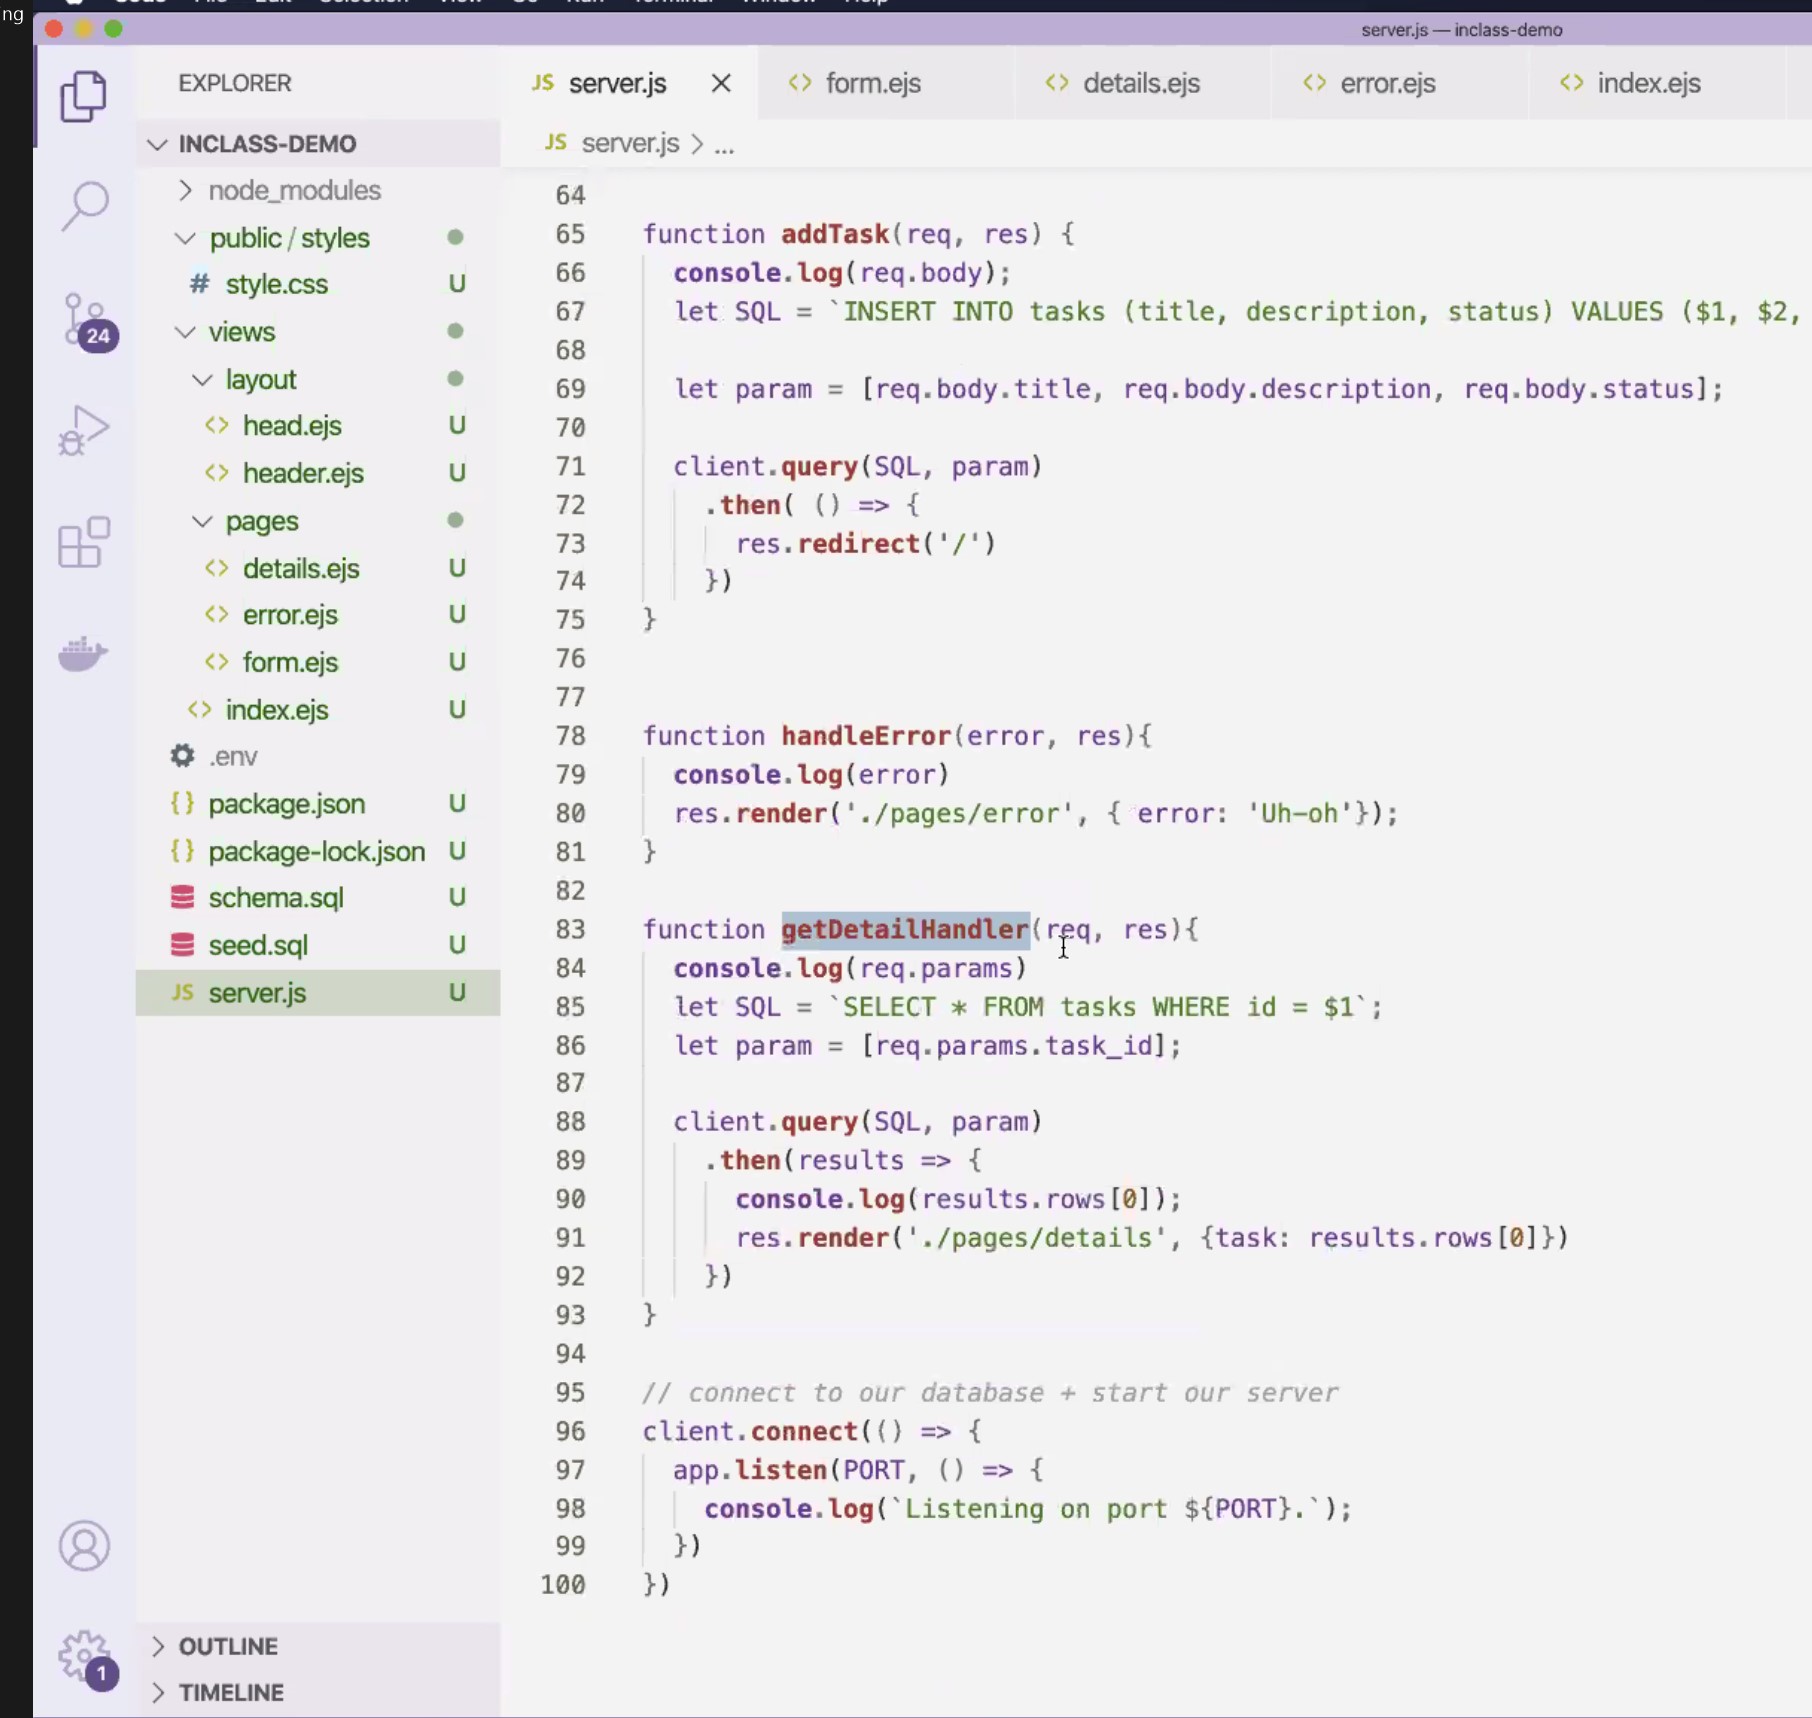 ng
server.js — inclass-demo
EXPLORER
JS server.js
<> form.ejs
<> details.ejs
<> error.ejs
<> index.ejs
INCLASS-DEMO
JS server.js > ...
node_modules
public / styles
# style.css U
views
layout
<> head.ejs U
<> header.ejs U
pages
<> details.ejs U
<> error.ejs U
<> form.ejs U
<> index.ejs U
.env
{} package.json U
{} package-lock.json U
schema.sql U
seed.sql U
JS server.js U
OUTLINE
TIMELINE
24
1
64
65 function addTask(req, res) {
66 console.log(req.body);
67 let SQL = `INSERT INTO tasks (title, description, status) VALUES ($1, $2,
68
69 let param = [req.body.title, req.body.description, req.body.status];
70
71 client.query(SQL, param)
72 .then( () => {
73 res.redirect('/')
74 })
75 }
76
77
78 function handleError(error, res){
79 console.log(error)
80 res.render('./pages/error', { error: 'Uh-oh'});
81 }
82
83 function getDetailHandler(req, res){
84 console.log(req.params)
85 let SQL = `SELECT * FROM tasks WHERE id = $1`;
86 let param = [req.params.task_id];
87
88 client.query(SQL, param)
89 .then(results => {
90 console.log(results.rows[0]);
91 res.render('./pages/details', {task: results.rows[0]})
92 })
93 }
94
95 // connect to our database + start our server
96 client.connect(() => {
97 app.listen(PORT, () => {
98 console.log(`Listening on port ${PORT}.`);
99 })
100 })